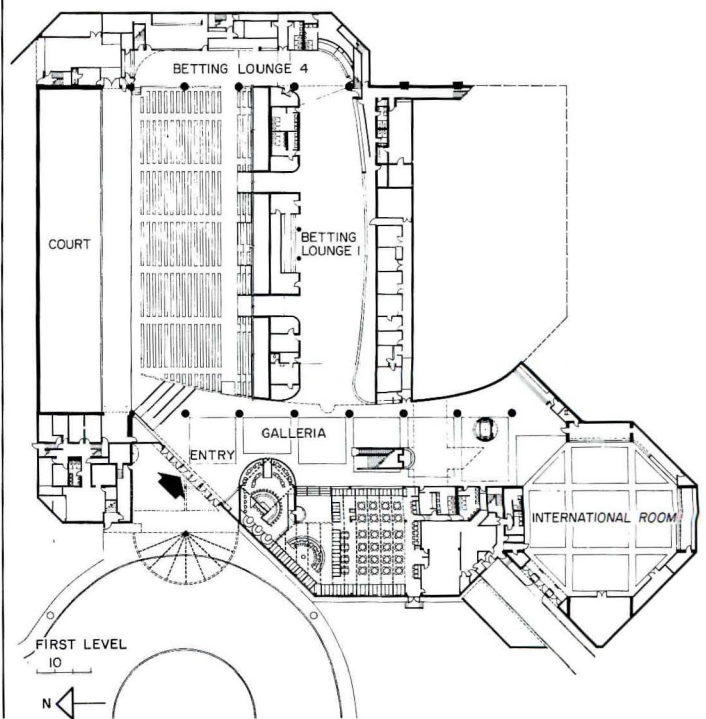 BETTING LOUNGE 4
COURT
BETTING
LOUNGE 1
GALLERIA
ENTRY
INTERNATIONAL ROOM
FIRST LEVEL
10
N